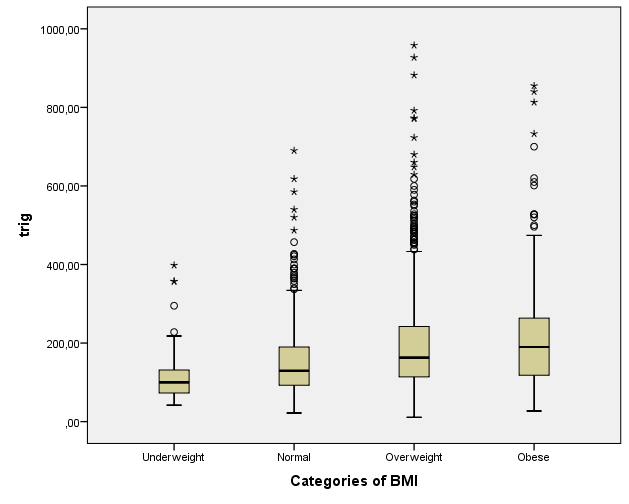 1000,00
800,00
600,00
400,00
200,00
,00
trig
Underweight
Normal
Overweight
Obese
Categories of BMI